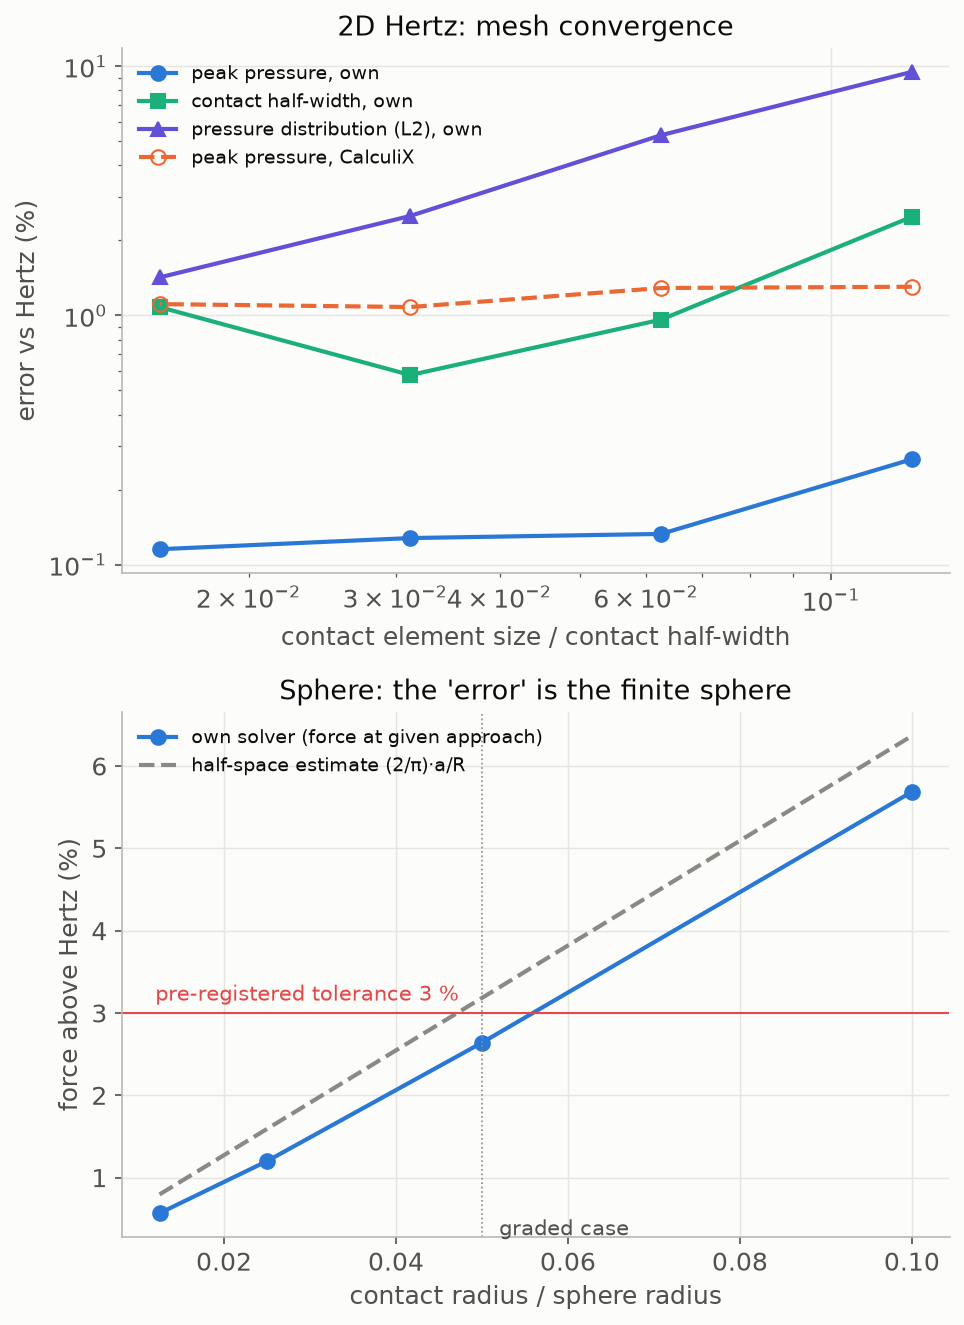 2D Hertz: mesh convergence
10¹
10⁰
10⁻¹
error vs Hertz (%)
peak pressure, own
contact half-width, own
pressure distribution (L2), own
peak pressure, CalculiX
2 × 10⁻² 3 × 10⁻² 4 × 10⁻² 6 × 10⁻² 10⁻¹
contact element size / contact half-width
Sphere: the 'error' is the finite sphere
own solver (force at given approach)
half-space estimate (2/π)·a/R
6
5
4
3
2
1
force above Hertz (%)
pre-registered tolerance 3 %
graded case
0.02 0.04 0.06 0.08 0.10
contact radius / sphere radius